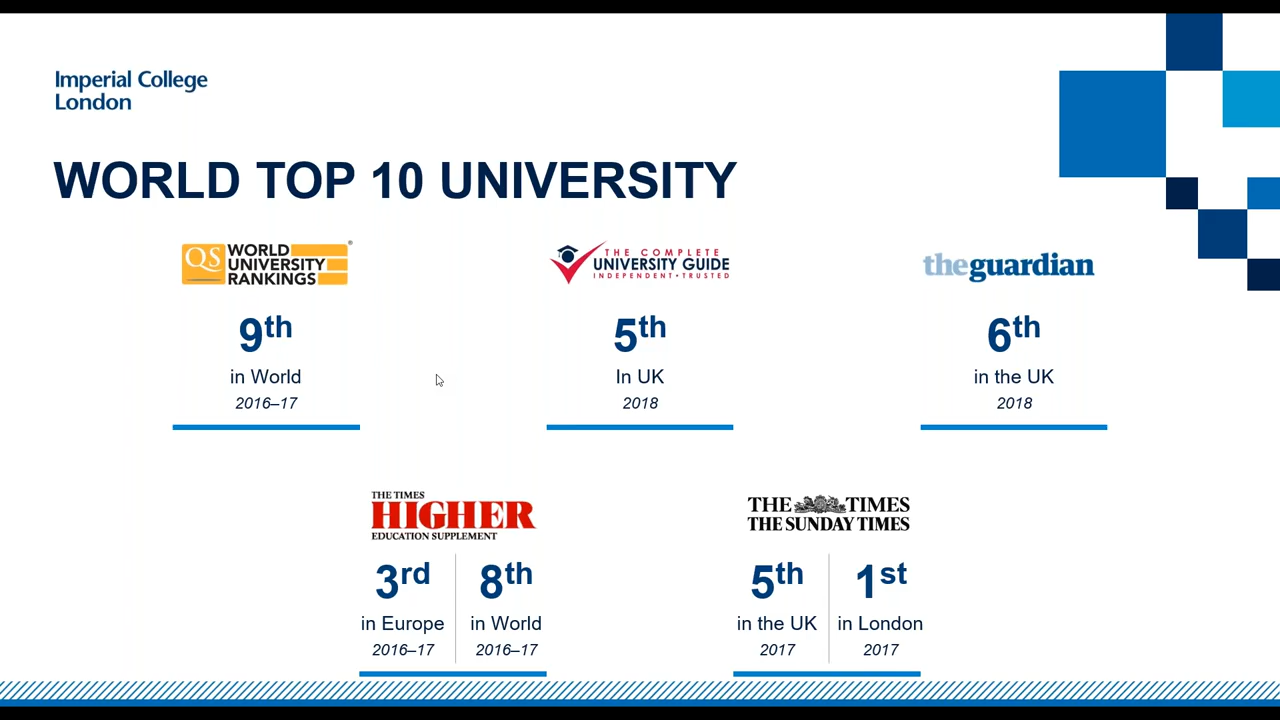 Imperial College
London
WORLD TOP 10 UNIVERSITY
QS WORLD
UNIVERSITY
RANKINGS®
9th
in World
2016–17
THE COMPLETE
UNIVERSITY GUIDE
INDEPENDENT • TRUSTED
5th
In UK
2018
theguardian
6th
in the UK
2018
THE TIMES
HIGHER
EDUCATION SUPPLEMENT
3rd
in Europe
2016–17
8th
in World
2016–17
THE TIMES
THE SUNDAY TIMES
5th
in the UK
2017
1st
in London
2017